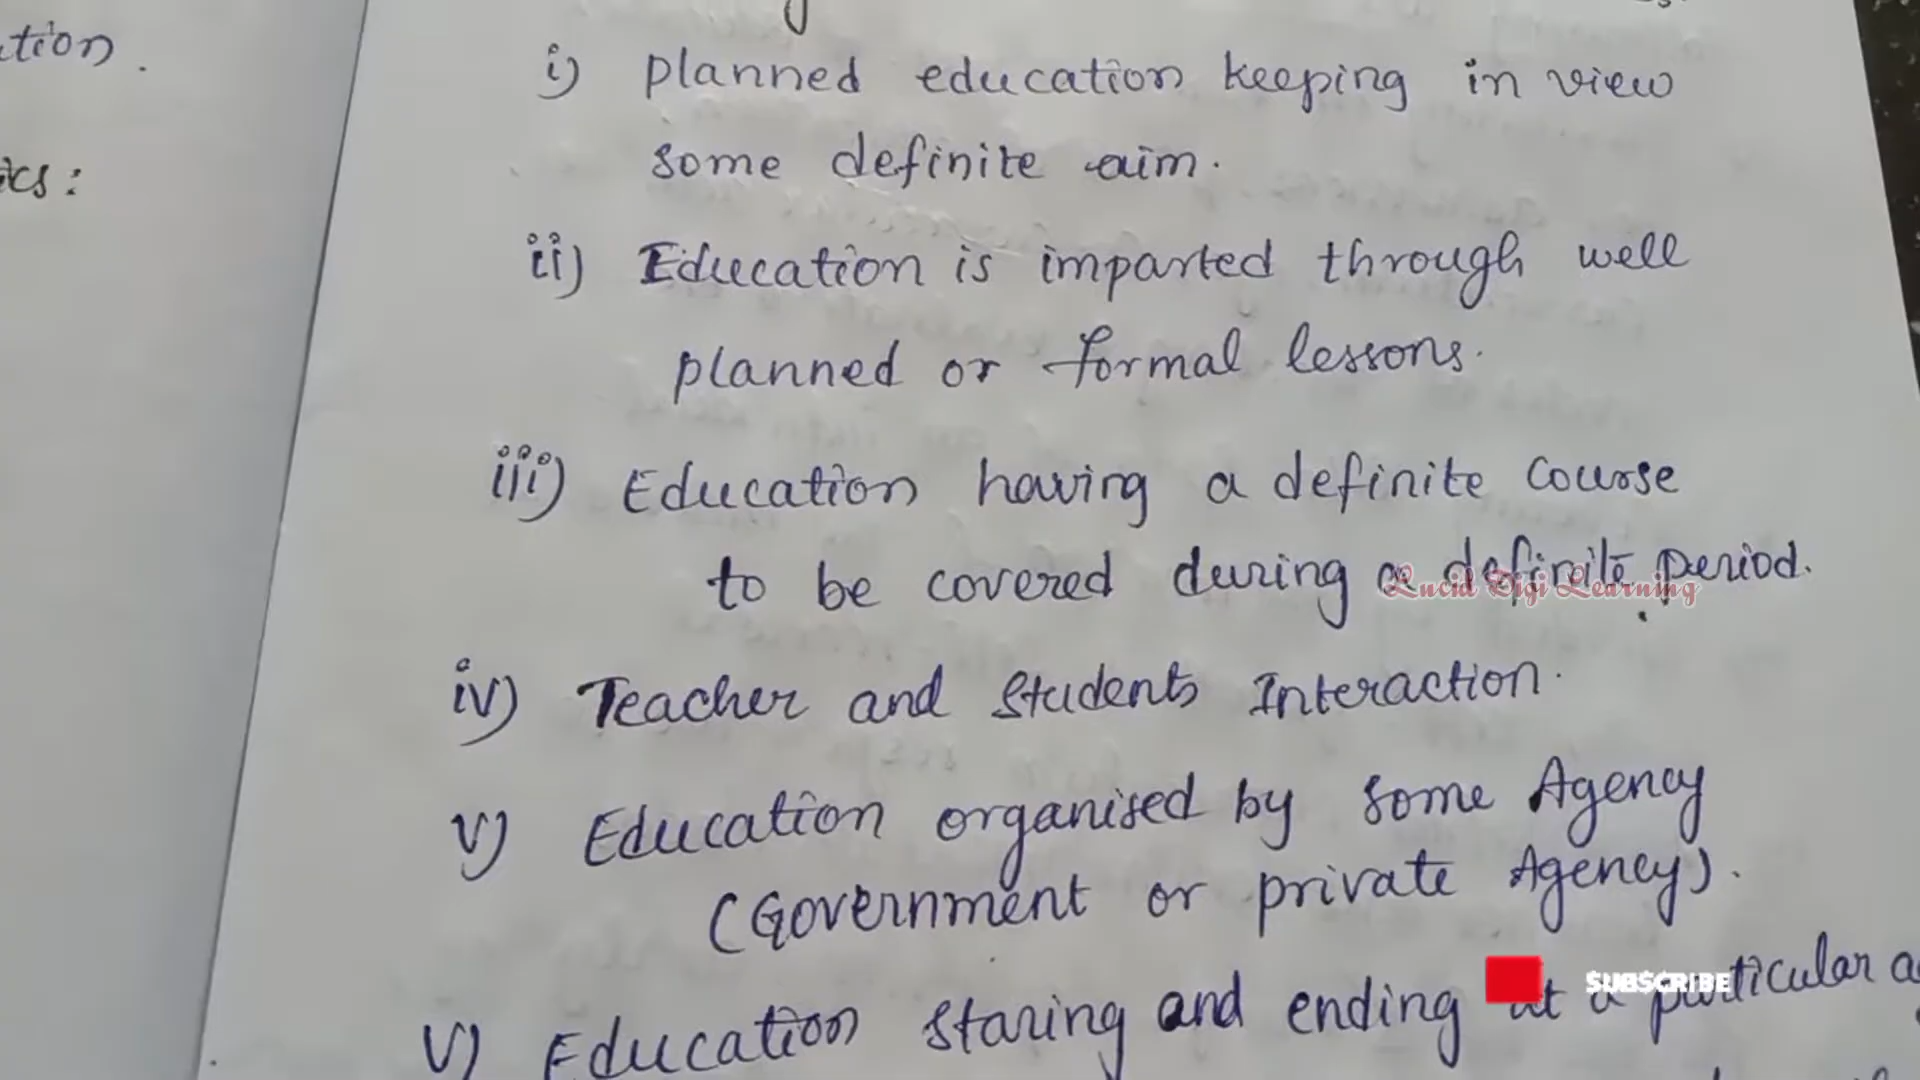 tion.
ics:
i) planned education keeping in view
some definite aim.
ii) Education is imparted through well
planned or formal lessons.
iii) Education having a definite course
to be covered during a definite period.
Lucid Digi Learning
iv) Teacher and Students Interaction.
v) Education organised by some Agency
(Government or private Agency).
SUBSCRIBE
v) Education staring and ending at a particular a